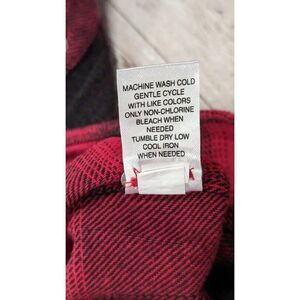 MACHINE WASH COLD
GENTLE CYCLE
WITH LIKE COLORS
ONLY NON-CHLORINE
BLEACH WHEN
NEEDED
TUMBLE DRY LOW
COOL IRON
WHEN NEEDED